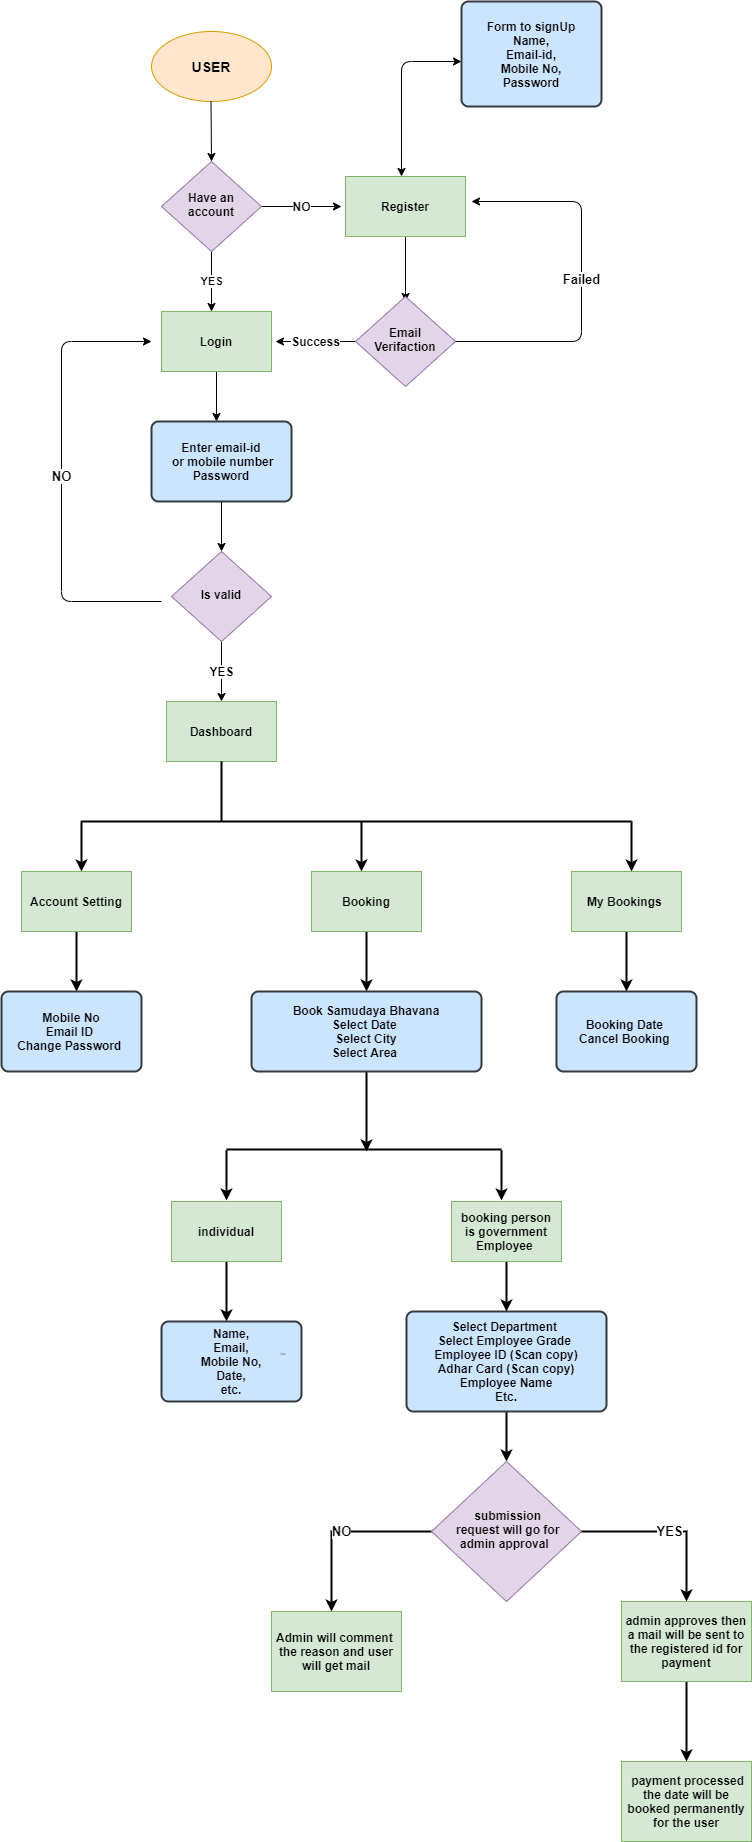 Form to signUp
Name,
Email-id,
Mobile No,
Password
USER
Have an
account
NO
Register
YES
Failed
Login
Success
Email
Verifaction
Enter email-id
or mobile number
Password
NO
Is valid
YES
Dashboard
Account Setting
Booking
My Bookings
Mobile No
Email ID
Change Password
Book Samudaya Bhavana
Select Date
Select City
Select Area
Booking Date
Cancel Booking
individual
booking person
is government
Employee
Name,
Email,
Mobile No,
Date,
etc.
Select Department
Select Employee Grade
Employee ID (Scan copy)
Adhar Card (Scan copy)
Employee Name
Etc.
submission
request will go for
admin approval
NO
YES
Admin will comment
the reason and user
will get mail
admin approves then
a mail will be sent to
the registered id for
payment
payment processed
the date will be
booked permanently
for the user